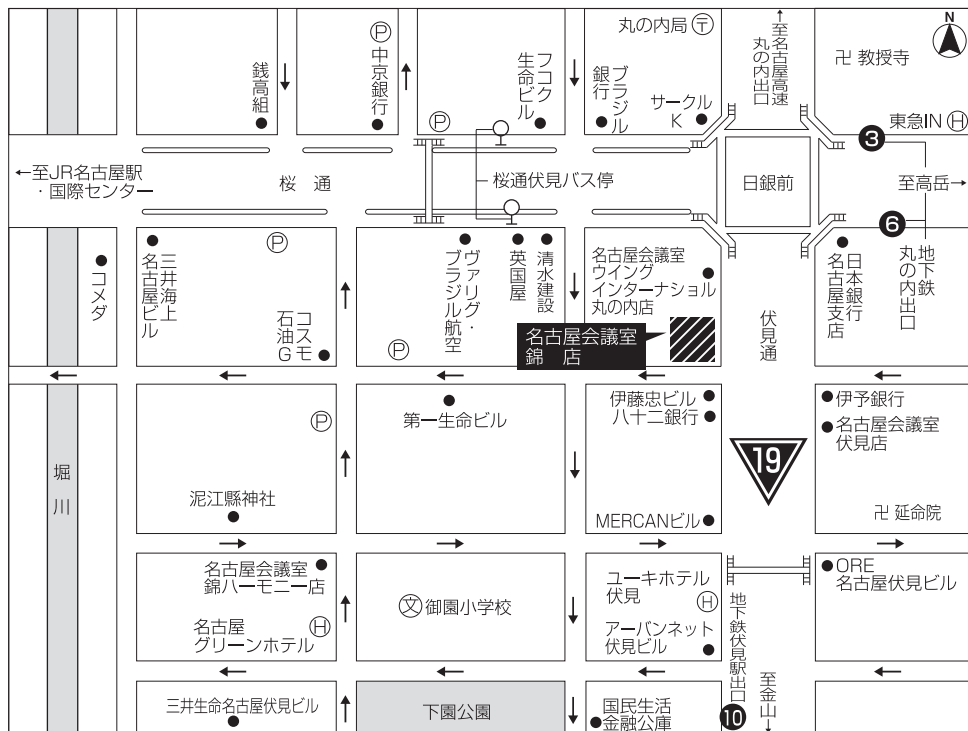 丸の内局 〒
至名古屋高速
丸の内出口
N
卍 教授寺
P
中京銀行
銭高組
フコク
生命ビル
ブラジル
銀行
サークル
K
P
東急IN H
3
←至JR名古屋駅
・国際センター
桜通
桜通伏見バス停
日銀前
至高岳→
6
地下鉄
丸の内出口
コメダ
三井海上
名古屋ビル
P
コスモ
石油G
P
ヴァリグ・
ブラジル航空
英国屋
清水建設
名古屋会議室
ウイング
インターナショル
丸の内店
名古屋会議室
錦 店
伏見通
日本銀行
名古屋支店
堀川
P
第一生命ビル
伊藤忠ビル
八十二銀行
19
伊予銀行
名古屋会議室
伏見店
泥江縣神社
MERCANビル
卍 延命院
名古屋会議室
錦ハーモニー店
名古屋
グリーンホテル
H
文 御園小学校
ユーキホテル
伏見
H
アーバンネット
伏見ビル
地下鉄伏見駅出口
10
至金山→
ORE
名古屋伏見ビル
三井生命名古屋伏見ビル
下園公園
国民生活
金融公庫